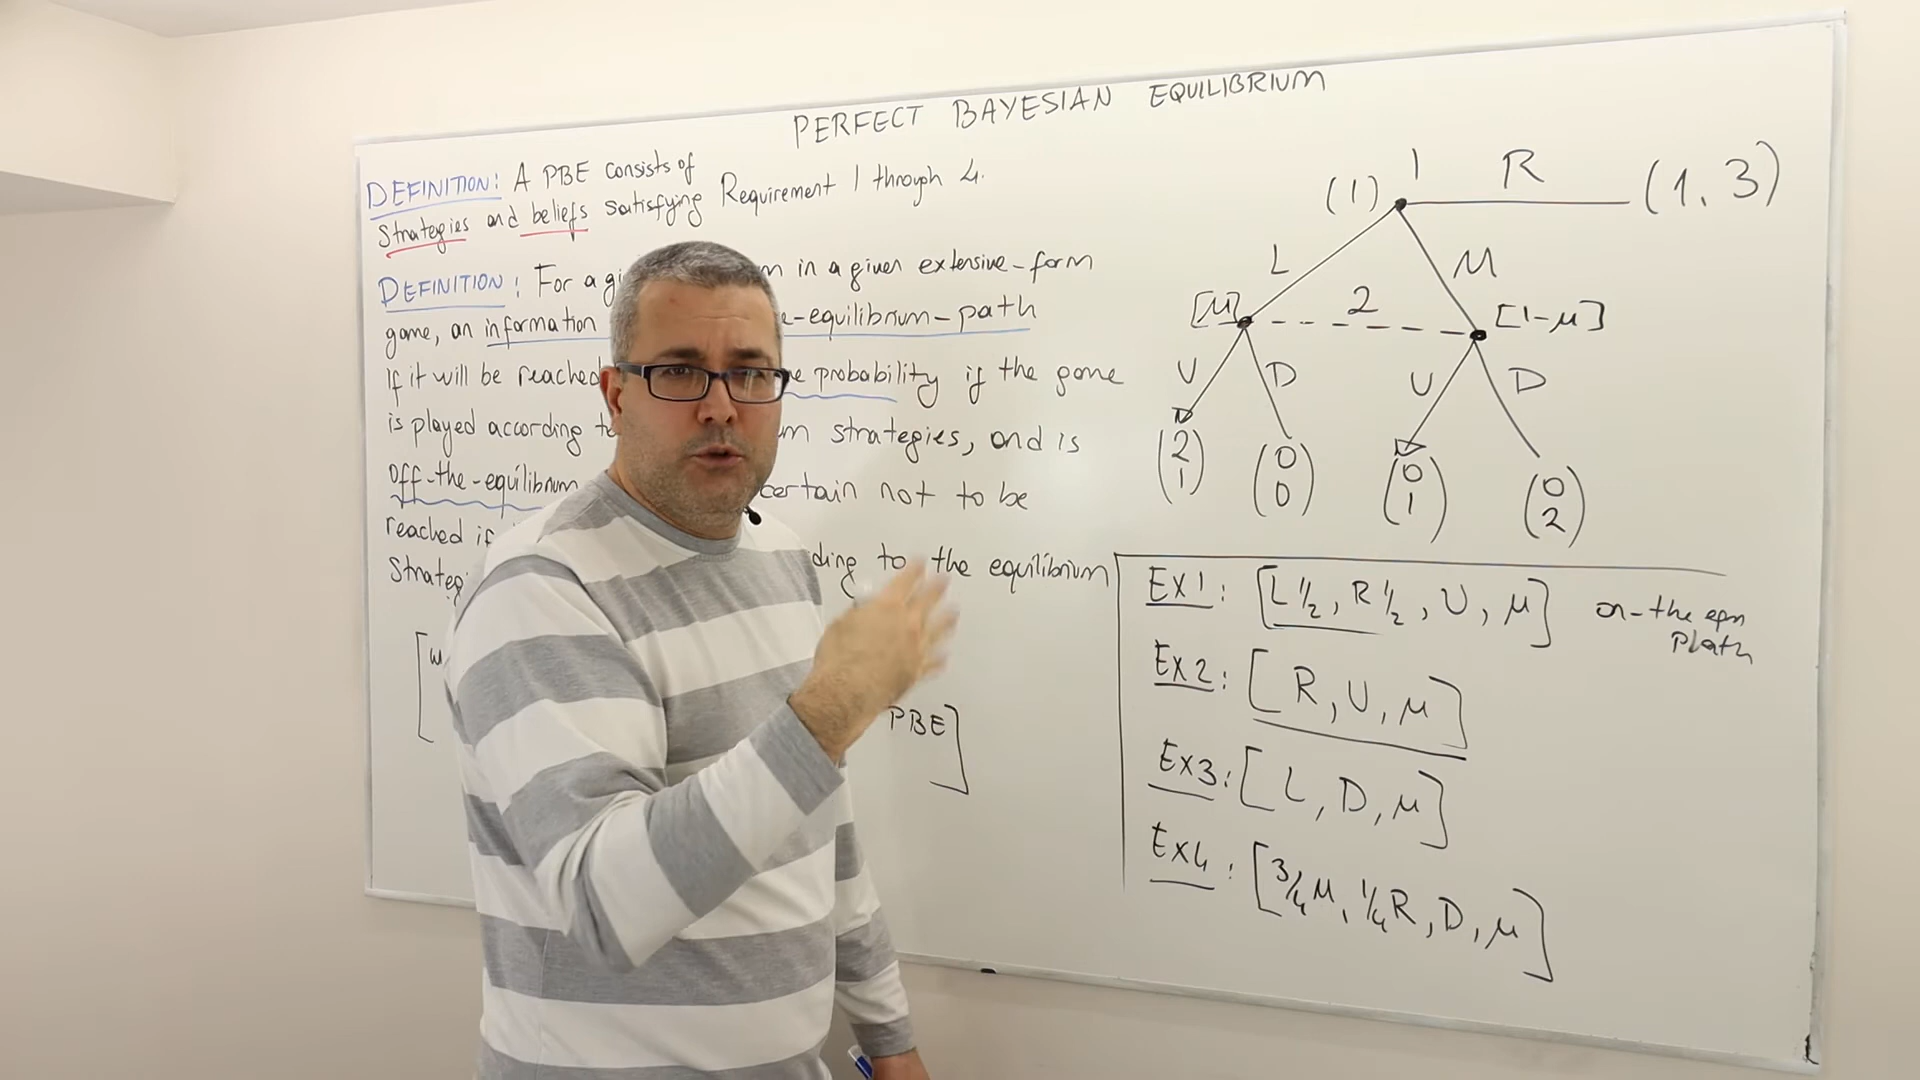 PERFECT BAYESIAN EQUILIBRIUM
DEFINITION: A PBE consists of
strategies and beliefs satisfying Requirement 1 through 4.
DEFINITION: For a in a given extensive-form
game, an information -equilibrium-path
If it will be reached probability if the game
is played according strategies, and is
off-the-equilibrium certain not to be
reached if
to the equilibrium
PBE]
1 R
(1) (1, 3)
L M
2
[μ] [1-μ]
U D U D
(2 1) (0 0) (0 1) (0 2)
Ex1: [L 1/2, R 1/2, U, μ] on-the eqm
Path
Ex2: [R, U, μ]
Ex3: [L, D, μ]
Ex4: [3/4 M, 1/4 R, D, μ]